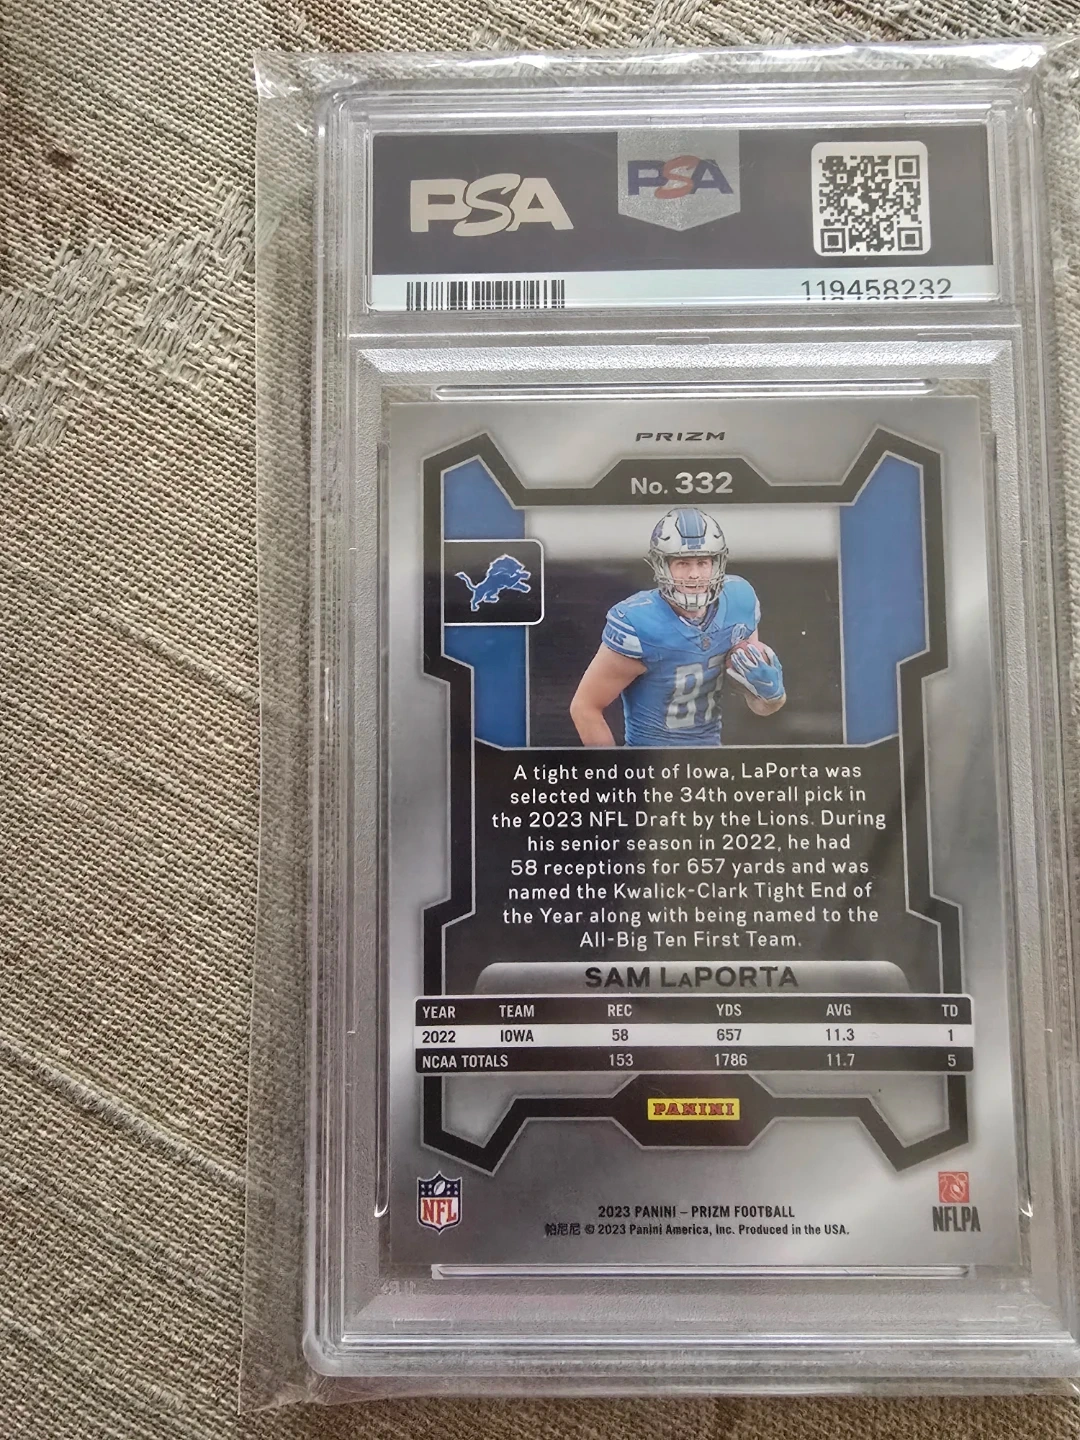 PSA PSA
119458232
PRIZM
No. 332
LIONS
87
87
A tight end out of Iowa, LaPorta was
selected with the 34th overall pick in
the 2023 NFL Draft by the Lions. During
his senior season in 2022, he had
58 receptions for 657 yards and was
named the Kwalick-Clark Tight End of
the Year along with being named to the
All-Big Ten First Team.
SAM LaPORTA
YEAR TEAM REC YDS AVG TD
2022 IOWA 58 657 11.3 1
NCAA TOTALS 153 1786 11.7 5
PANINI
NFL
NFLPA
2023 PANINI – PRIZM FOOTBALL
帕尼尼 © 2023 Panini America, Inc. Produced in the USA.